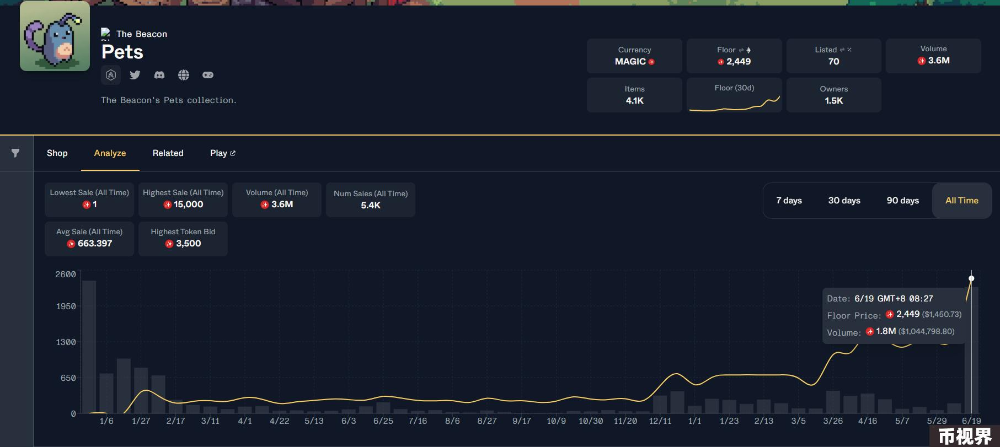 The Beacon
Pets
The Beacon's Pets collection.
Currency
MAGIC
Floor
2,449
Listed
70
Volume
3.6M
Items
4.1K
Floor (30d)
Owners
1.5K
Shop
Analyze
Related
Play
Lowest Sale (All Time)
1
Highest Sale (All Time)
15,000
Volume (All Time)
3.6M
Num Sales (All Time)
5.4K
7 days
30 days
90 days
All Time
Avg Sale (All Time)
663.397
Highest Token Bid
3,500
2600
1950
1300
650
0
Date: 6/19 GMT+8 08:27
Floor Price: 2,449 ($1,450.73)
Volume: 1.8M ($1,044,798.80)
1/6 1/27 2/17 3/11 4/1 4/22 5/13 6/3 6/25 7/16 8/6 8/27 9/17 10/9 10/30 11/20 12/11 1/1 1/23 2/13 3/5 3/26 4/16 5/7 5/29 6/19
币视界